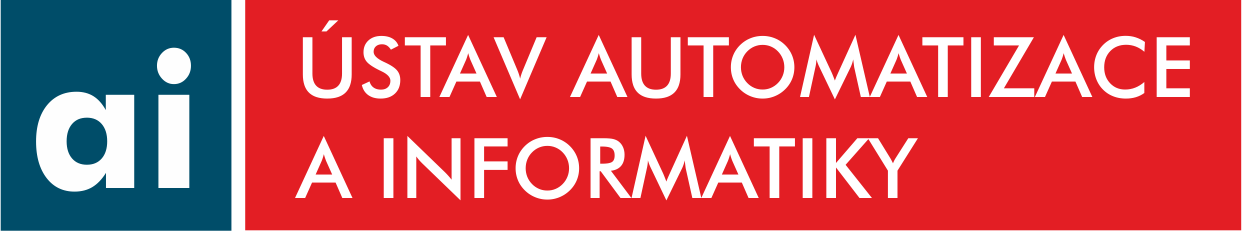 ai
ÚSTAV AUTOMATIZACE
A INFORMATIKY